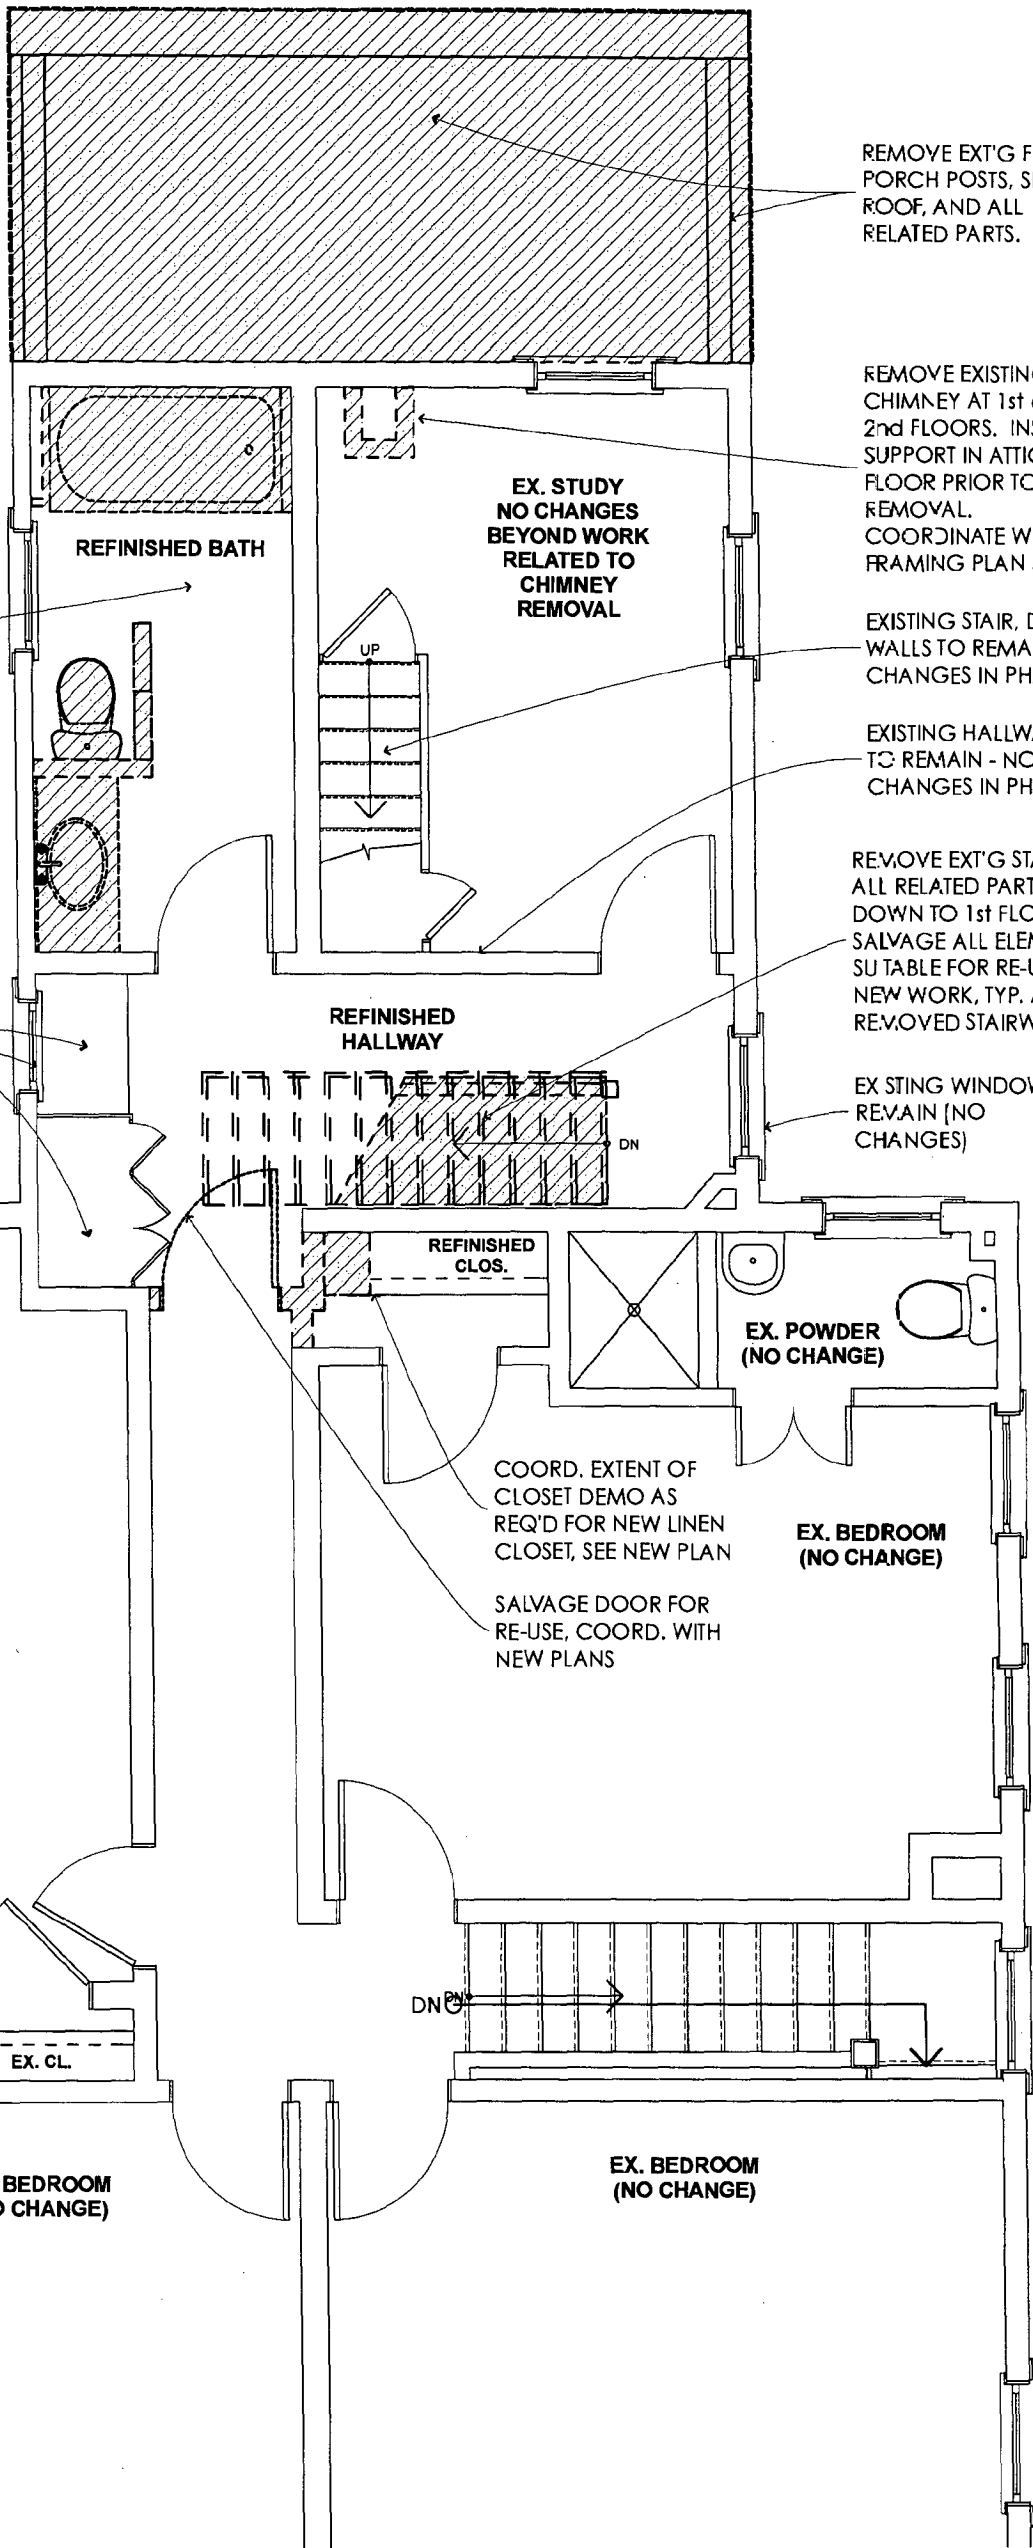 REMOVE EXT'G F
PORCH POSTS, S
ROOF, AND ALL
RELATED PARTS.
REMOVE EXISTING
CHIMNEY AT 1st
2nd FLOORS. INS
SUPPORT IN ATTIC
FLOOR PRIOR TO
REMOVAL.
COORDINATE W
FRAMING PLAN
EX. STUDY
NO CHANGES
BEYOND WORK
RELATED TO
CHIMNEY
REMOVAL
REFINISHED BATH
EXISTING STAIR, D
WALLS TO REMA
CHANGES IN PH
UP
EXISTING HALLWA
TO REMAIN - NO
CHANGES IN PH
REMOVE EXT'G STA
ALL RELATED PART
DOWN TO 1st FLO
SALVAGE ALL ELEM
SUITABLE FOR RE-U
NEW WORK, TYP.
REMOVED STAIRW
REFINISHED
HALLWAY
EXISTING WINDOW
REMAIN (NO
CHANGES)
DN
REFINISHED
CLOS.
EX. POWDER
(NO CHANGE)
COORD. EXTENT OF
CLOSET DEMO AS
REQ'D FOR NEW LINEN
CLOSET, SEE NEW PLAN
EX. BEDROOM
(NO CHANGE)
SALVAGE DOOR FOR
RE-USE, COORD. WITH
NEW PLANS
DN
DN
EX. CL.
BEDROOM
O CHANGE)
EX. BEDROOM
(NO CHANGE)